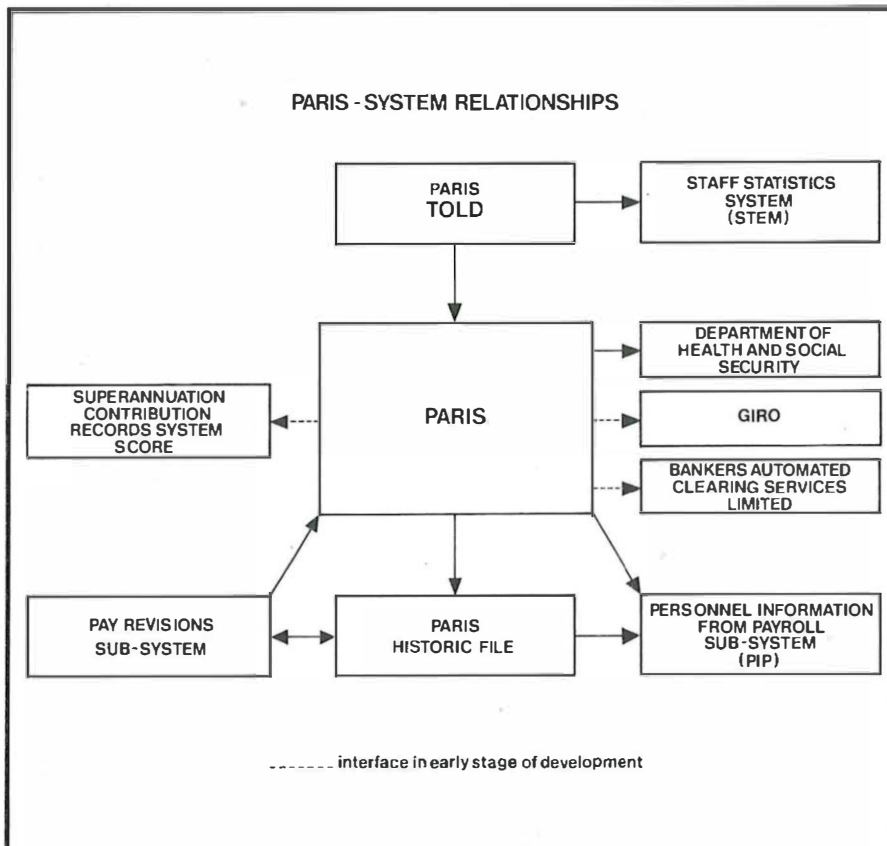 PARIS - SYSTEM RELATIONSHIPS
PARIS
TOLD
STAFF STATISTICS
SYSTEM
(STEM)
DEPARTMENT OF
HEALTH AND SOCIAL
SECURITY
SUPERANNUATION
CONTRIBUTION
RECORDS SYSTEM
SCORE
PARIS
GIRO
BANKERS AUTOMATED
CLEARING SERVICES
LIMITED
PAY REVISIONS
SUB-SYSTEM
PARIS
HISTORIC FILE
PERSONNEL INFORMATION
FROM PAYROLL
SUB-SYSTEM
(PIP)
interface in early stage of development